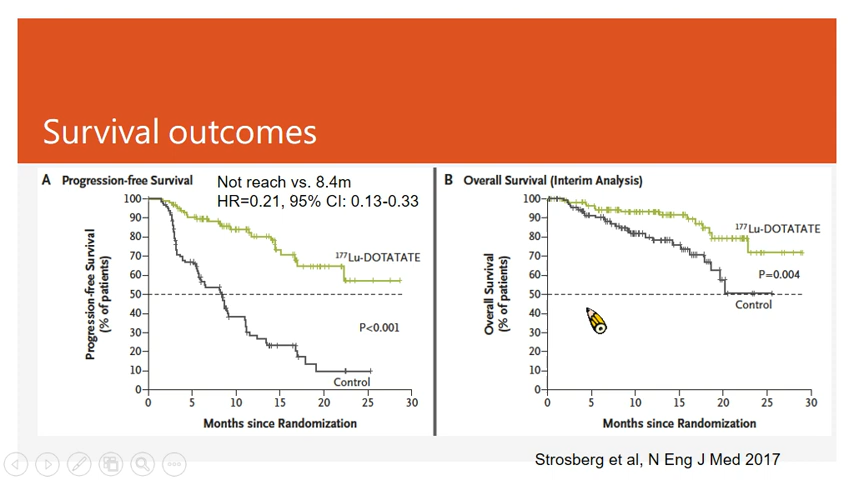 Survival outcomes
A Progression-free Survival
Not reach vs. 8.4m
HR=0.21, 95% CI: 0.13-0.33
Progression-free Survival
(% of patients)
100
90
80
70
60
50
40
30
20
10
0
177Lu-DOTATATE
P<0.001
Control
0 5 10 15 20 25 30
Months since Randomization
B Overall Survival (Interim Analysis)
Overall Survival
(% of patients)
100
90
80
70
60
50
40
30
20
10
0
177Lu-DOTATATE
P=0.004
Control
0 5 10 15 20 25 30
Months since Randomization
Strosberg et al, N Eng J Med 2017